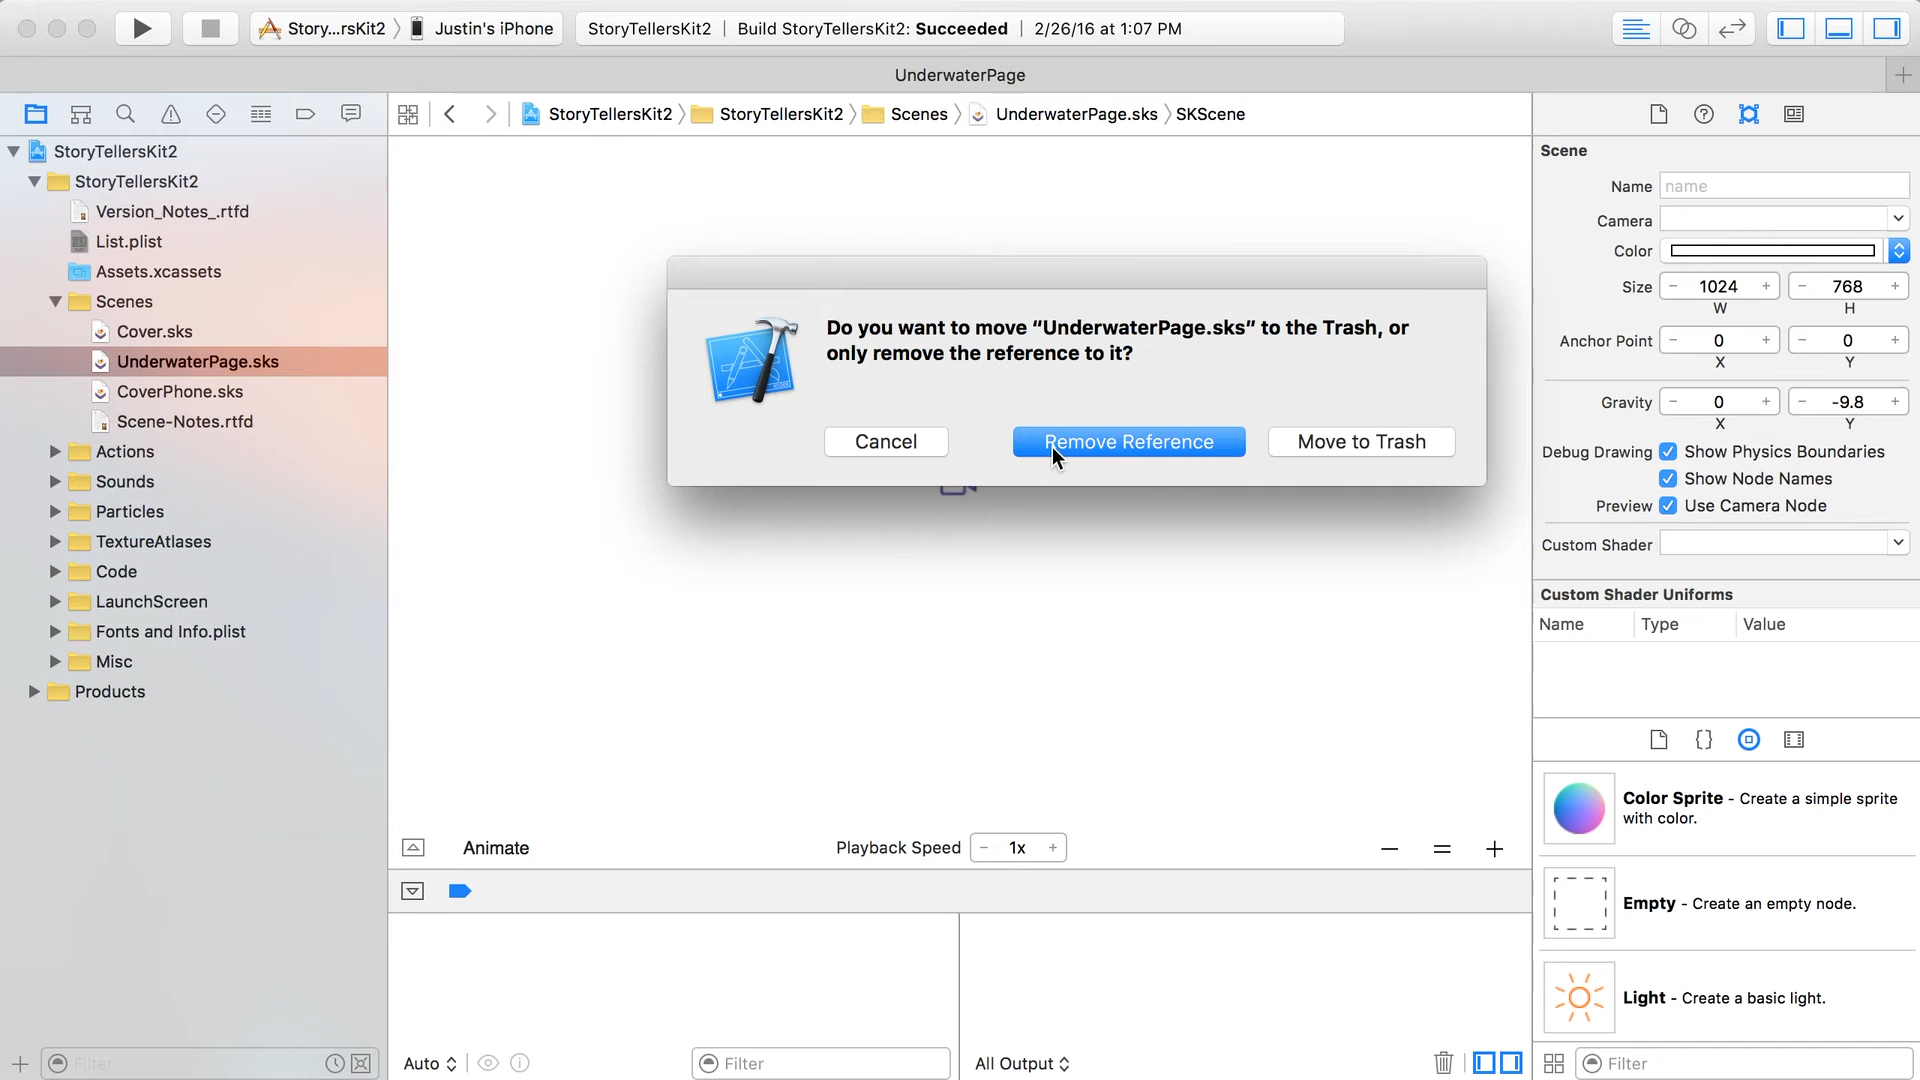 Story...rsKit2 Justin's iPhone StoryTellersKit2 Build StoryTellersKit2: Succeeded 2/26/16 at 1:07 PM
UnderwaterPage
StoryTellersKit2 StoryTellersKit2 Scenes UnderwaterPage.sks SKScene
StoryTellersKit2
StoryTellersKit2
Version_Notes_.rtfd
List.plist
Assets.xcassets
Scenes
Cover.sks
UnderwaterPage.sks
CoverPhone.sks
Scene-Notes.rtfd
Actions
Sounds
Particles
TextureAtlases
Code
LaunchScreen
Fonts and Info.plist
Misc
Products
Filter
Do you want to move “UnderwaterPage.sks” to the Trash, or
only remove the reference to it?
Cancel Remove Reference Move to Trash
Animate Playback Speed - 1x +
Auto Filter All Output
Scene
Name name
Camera
Color
Size - 1024 + - 768 +
W H
Anchor Point - 0 + - 0 +
X Y
Gravity - 0 + - -9.8 +
X Y
Debug Drawing Show Physics Boundaries
Show Node Names
Preview Use Camera Node
Custom Shader
Custom Shader Uniforms
Name Type Value
Color Sprite - Create a simple sprite
with color.
Empty - Create an empty node.
Light - Create a basic light.
Filter